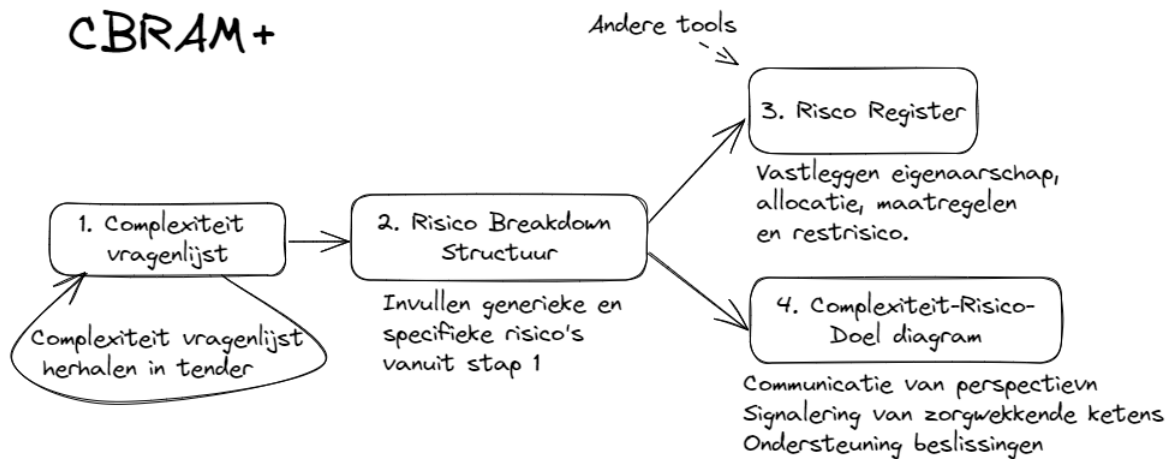 CBRAM+
Andere tools
3. Risco Register
Vastleggen eigenaarschap,
allocatie, maatregelen
en restrisico.
1. Complexiteit
vragenlijst
Complexiteit vragenlijst
herhalen in tender
2. Risico Breakdown
Structuur
Invullen generieke en
specifieke risico's
vanuit stap 1
4. Complexiteit-Risico-
Doel diagram
Communicatie van perspectievn
Signalering van zorgwekkende ketens
Ondersteuning beslissingen